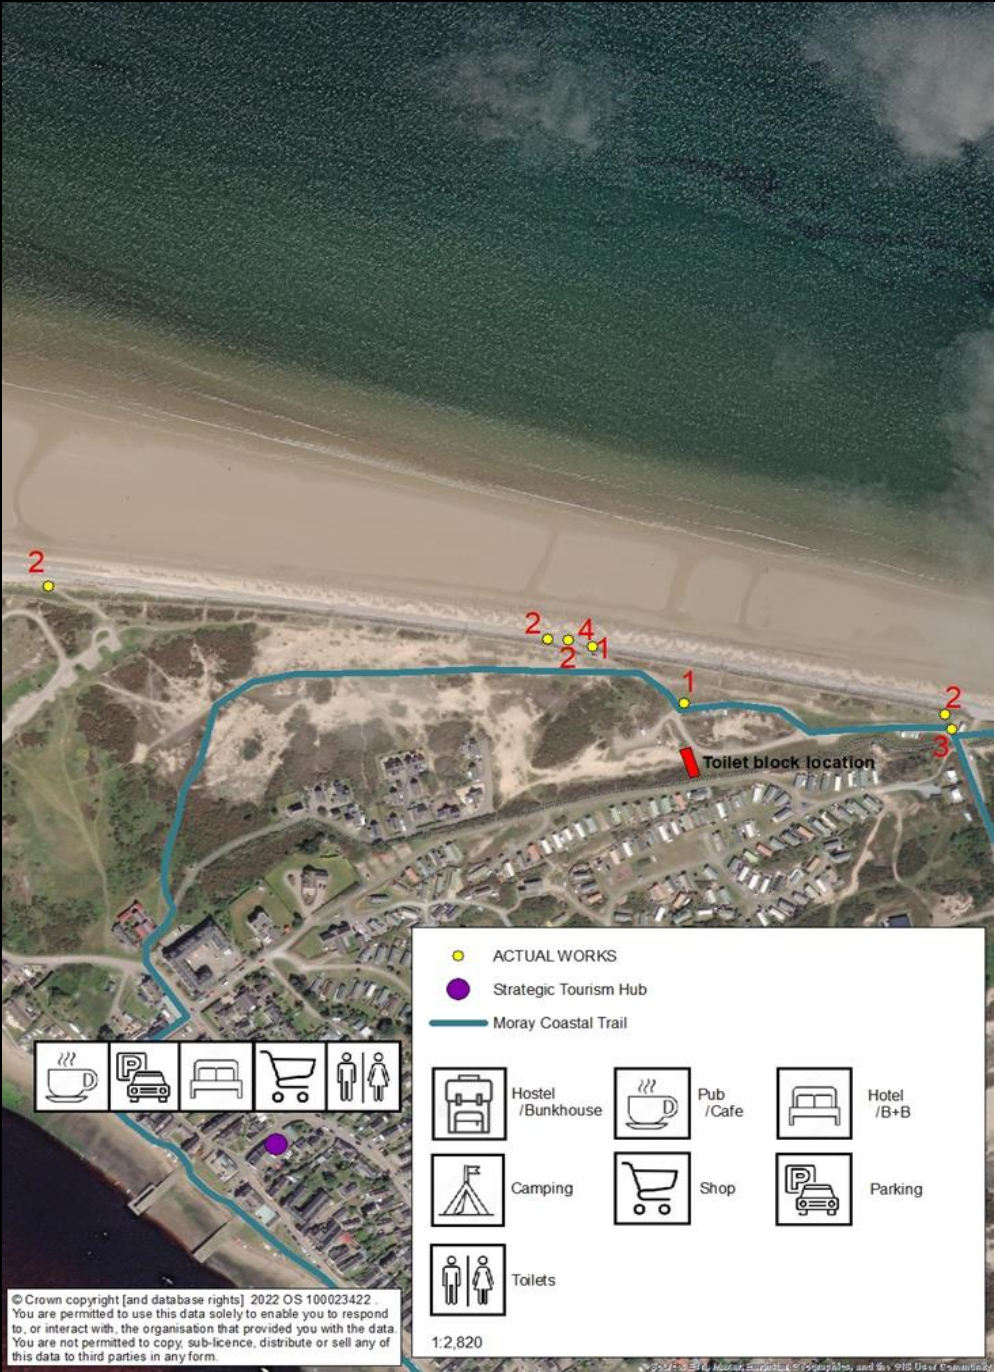 2
2
4
2
1
1
2
3
Toilet block location
ACTUAL WORKS
Strategic Tourism Hub
Moray Coastal Trail
Hostel
/Bunkhouse
Pub
/Cafe
Hotel
/B+B
Camping
Shop
P
Parking
Toilets
P
1:2,820
© Crown copyright [and database rights] 2022 OS 100023422 .
You are permitted to use this data solely to enable you to respond
to, or interact with, the organisation that provided you with the data.
You are not permitted to copy, sub-licence, distribute or sell any of
this data to third parties in any form.